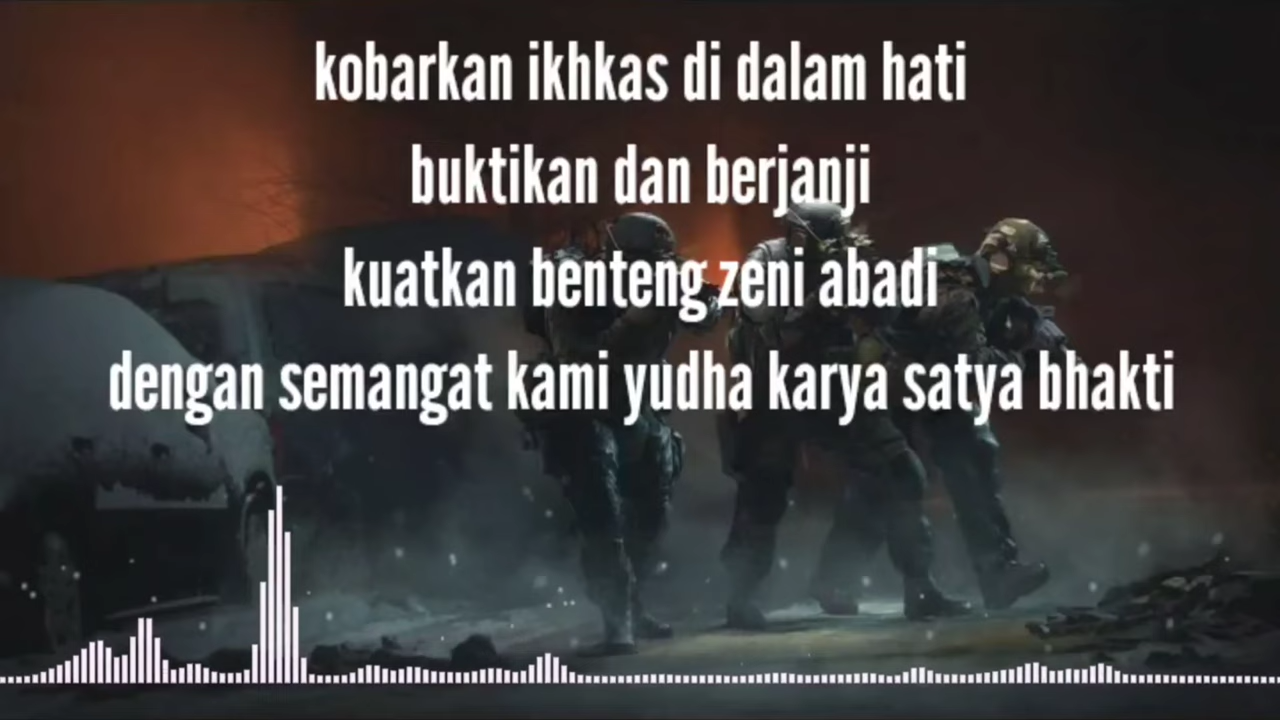 kobarkan ikhkas di dalam hati
buktikan dan berjanji
kuatkan benteng zeni abadi
dengan semangat kami yudha karya satya bhakti